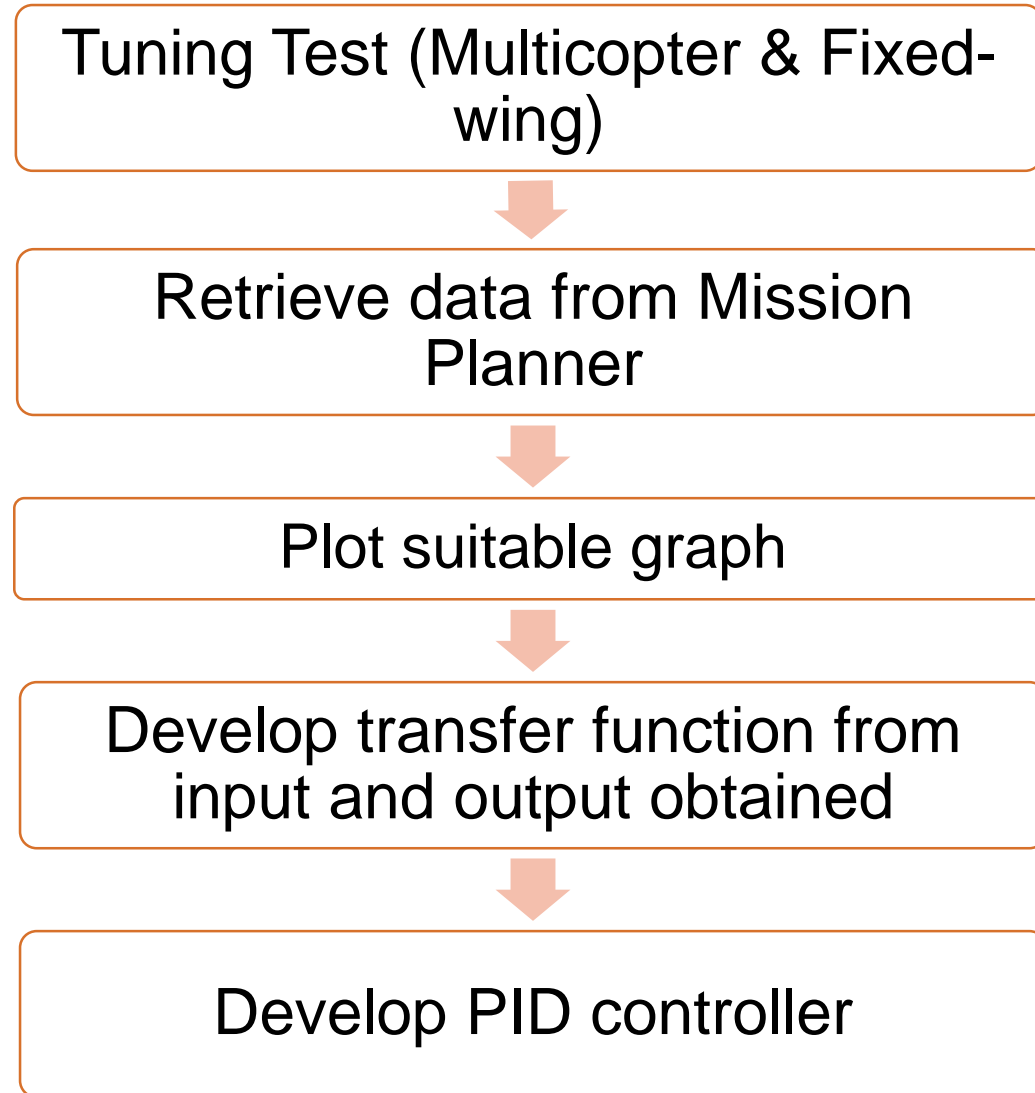 Tuning Test (Multicopter & Fixed-
wing)
Retrieve data from Mission
Planner
Plot suitable graph
Develop transfer function from
input and output obtained
Develop PID controller